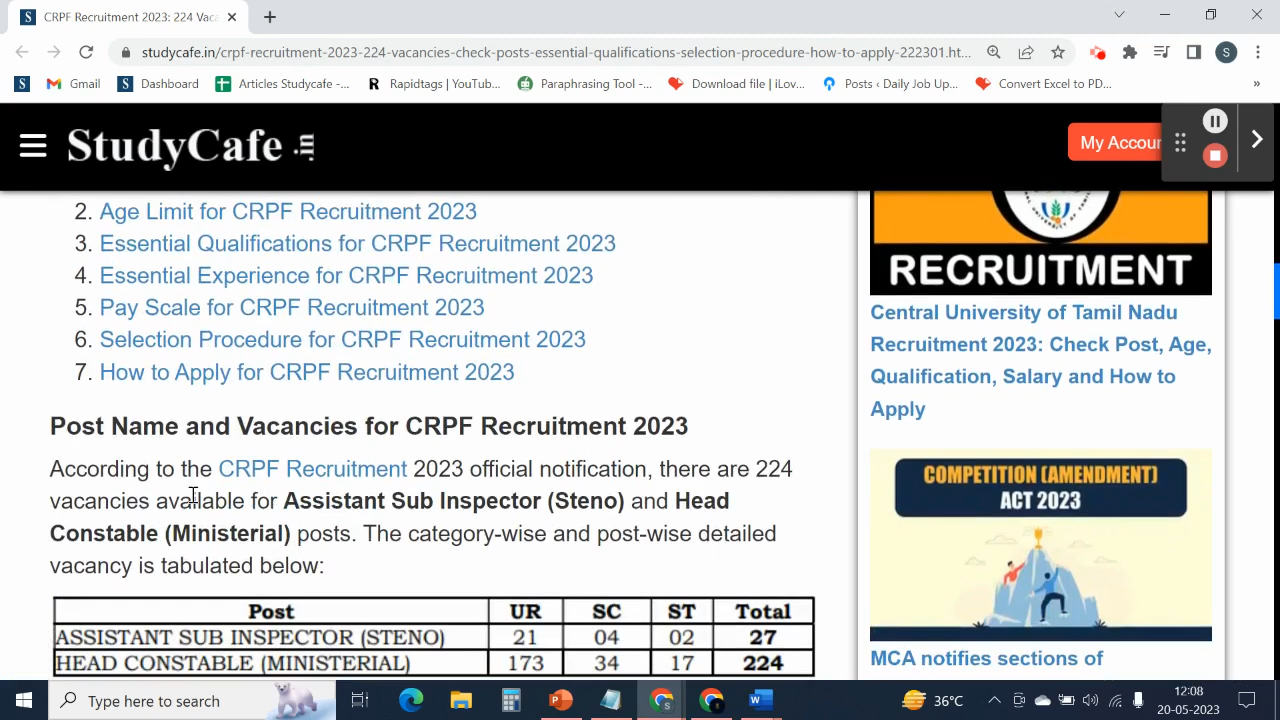 CRPF Recruitment 2023: 224 Vaca
studycafe.in/crpf-recruitment-2023-224-vacancies-check-posts-essential-qualifications-selection-procedure-how-to-apply-222301.ht...
S
Gmail
Dashboard
Articles Studycafe -...
Rapidtags | YouTub...
Paraphrasing Tool -...
Download file | iLov...
Posts ‹ Daily Job Up...
Convert Excel to PD...
»
StudyCafe .in
My Accour
2. Age Limit for CRPF Recruitment 2023
3. Essential Qualifications for CRPF Recruitment 2023
4. Essential Experience for CRPF Recruitment 2023
5. Pay Scale for CRPF Recruitment 2023
6. Selection Procedure for CRPF Recruitment 2023
7. How to Apply for CRPF Recruitment 2023
Post Name and Vacancies for CRPF Recruitment 2023
According to the CRPF Recruitment 2023 official notification, there are 224
vacancies available for Assistant Sub Inspector (Steno) and Head
Constable (Ministerial) posts. The category-wise and post-wise detailed
vacancy is tabulated below:
Post UR SC ST Total
ASSISTANT SUB INSPECTOR (STENO) 21 04 02 27
HEAD CONSTABLE (MINISTERIAL) 173 34 17 224
RECRUITMENT
Central University of Tamil Nadu
Recruitment 2023: Check Post, Age,
Qualification, Salary and How to
Apply
COMPETITION (AMENDMENT)
ACT 2023
MCA notifies sections of
Type here to search
36°C
12:08
20-05-2023